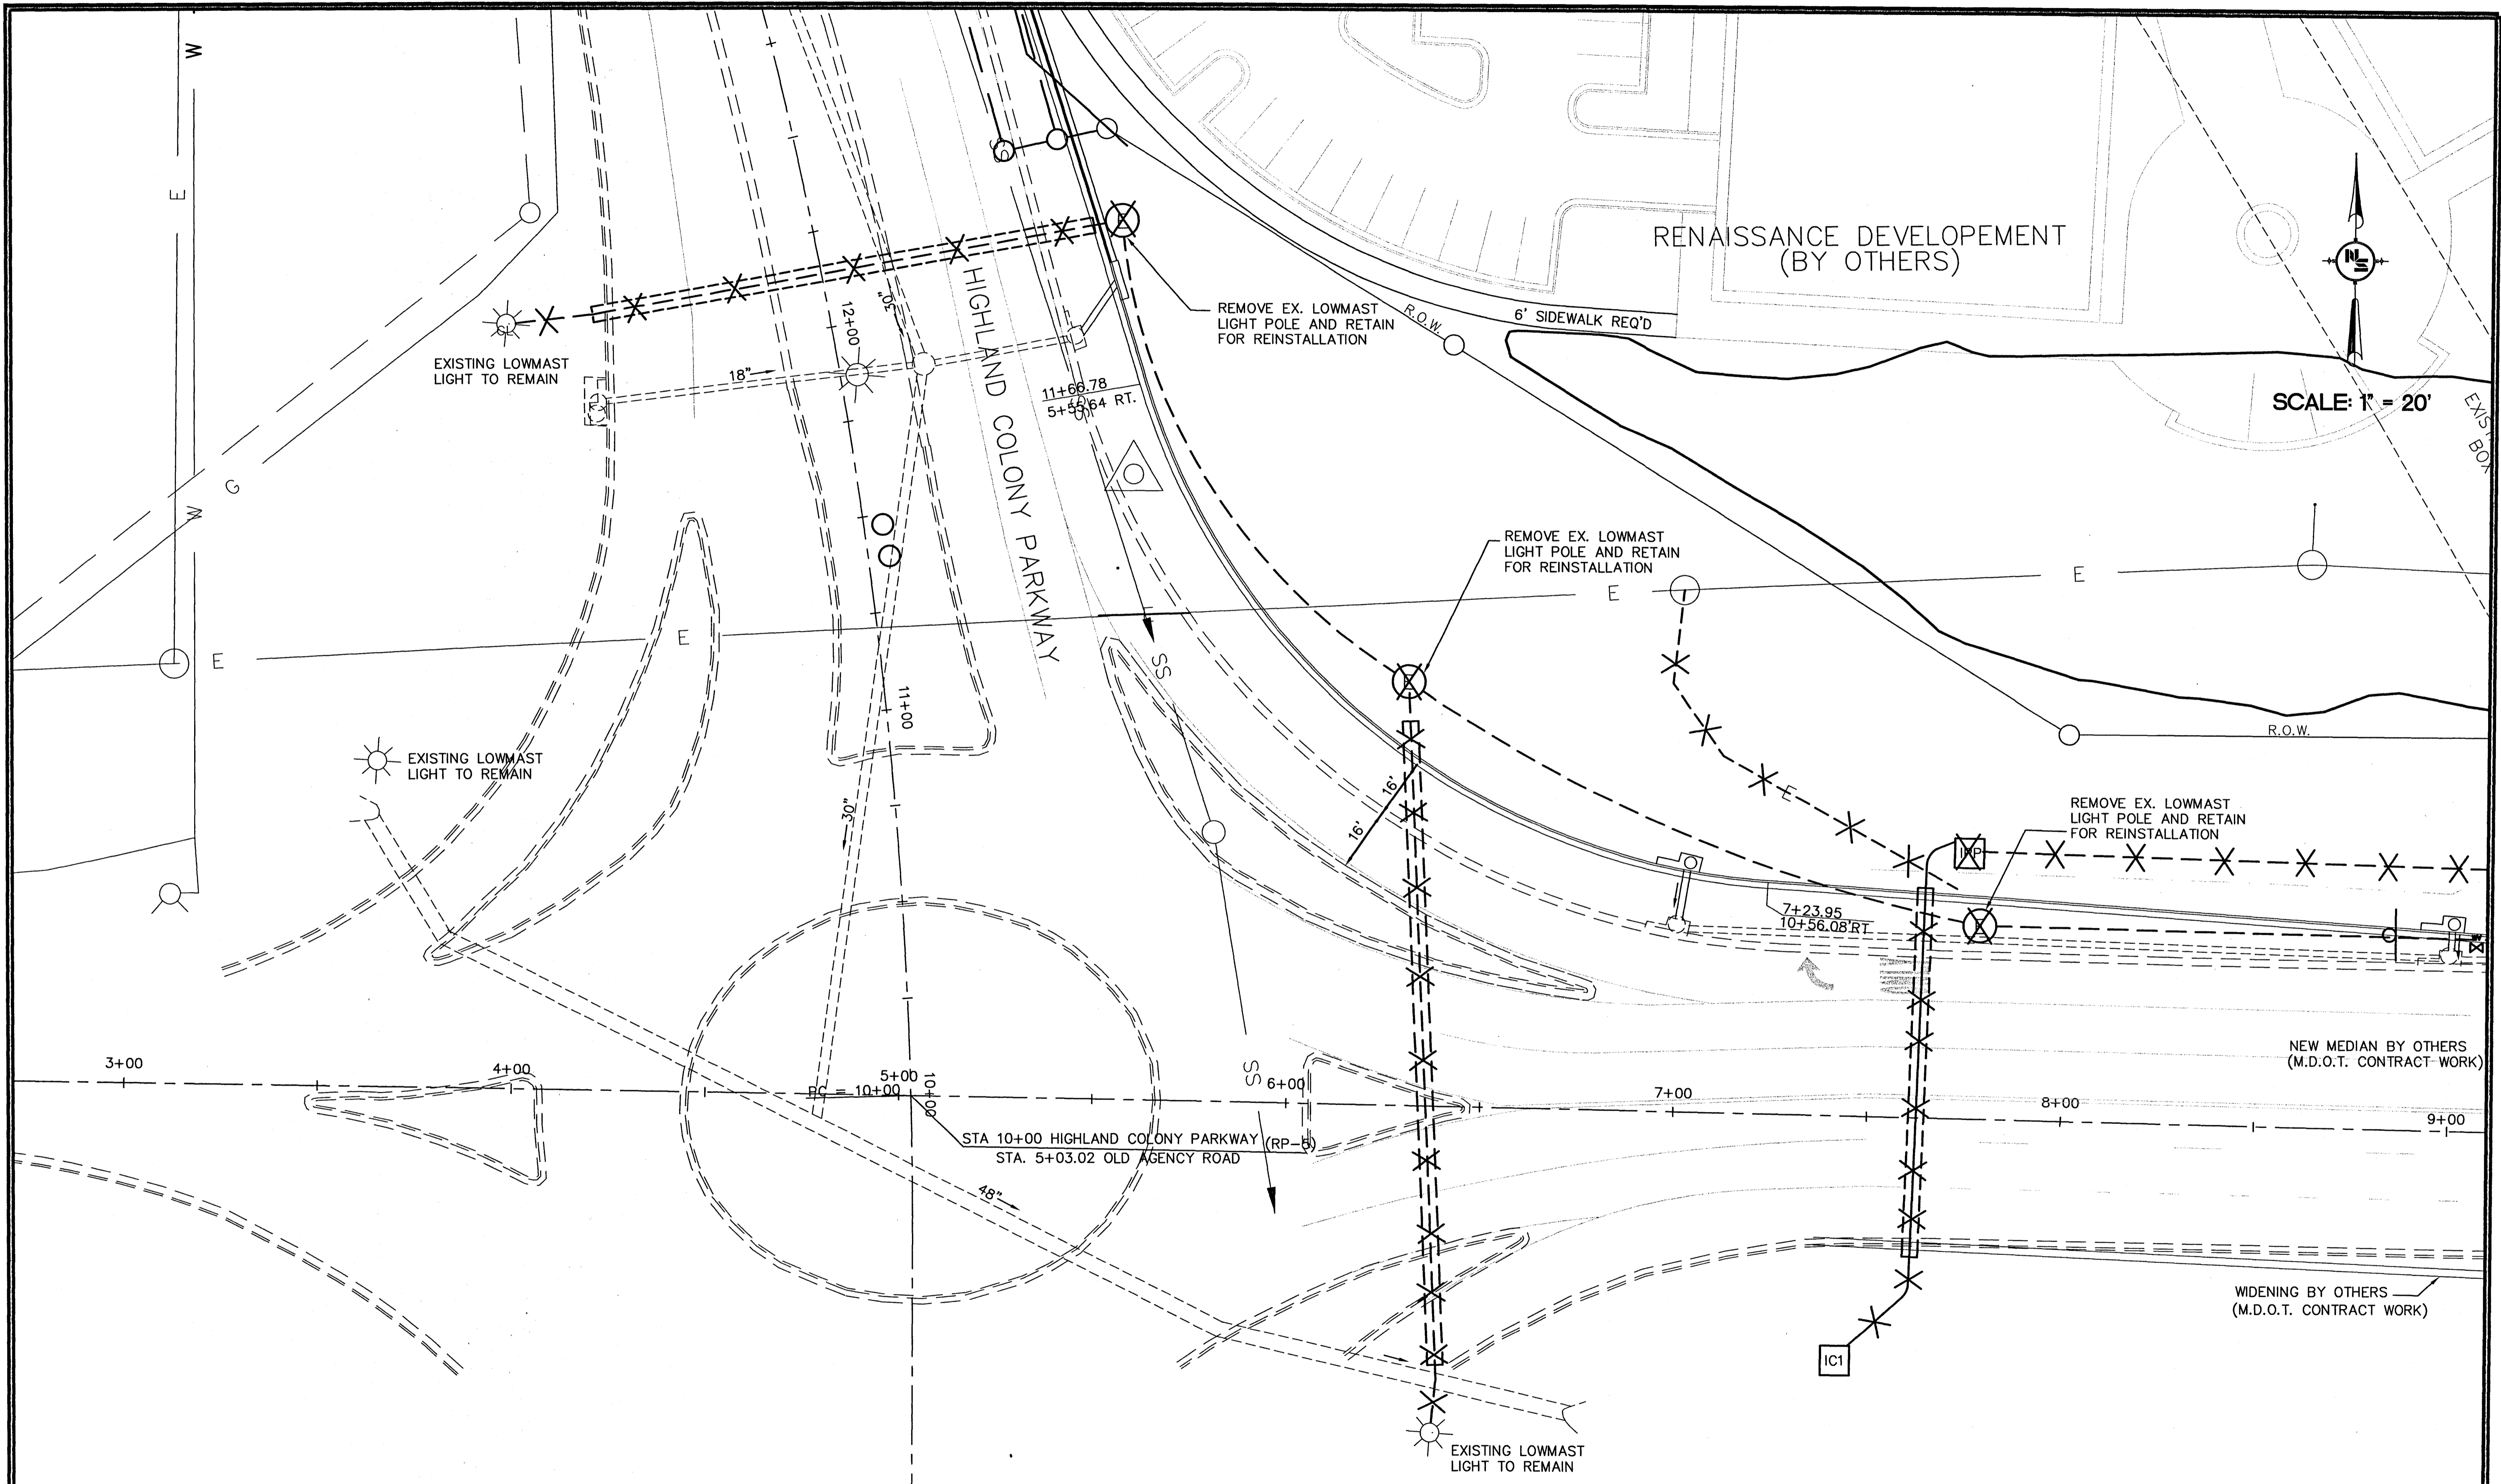 W
E
W
G
E
E
E
E
E
SS
SS
SS
RENAISSANCE DEVELOPEMENT
(BY OTHERS)
REMOVE EX. LOWMAST
LIGHT POLE AND RETAIN
FOR REINSTALLATION
R.O.W.
6' SIDEWALK REQ'D
SCALE: 1" = 20'
EXISTING LOWMAST
LIGHT TO REMAIN
18"
30"
12+00
HIGHLAND COLONY PARKWAY
11+66.78
5+55.64 RT.
REMOVE EX. LOWMAST
LIGHT POLE AND RETAIN
FOR REINSTALLATION
11+00
R.O.W.
EXISTING LOWMAST
LIGHT TO REMAIN
30"
16'
16'
REMOVE EX. LOWMAST
LIGHT POLE AND RETAIN
FOR REINSTALLATION
7+23.95
10+56.08'RT
NEW MEDIAN BY OTHERS
(M.D.O.T. CONTRACT WORK)
3+00
4+00
5+00
10+00
PC = 10+00
6+00
7+00
8+00
9+00
STA 10+00 HIGHLAND COLONY PARKWAY (RP-5)
STA. 5+03.02 OLD AGENCY ROAD
48"
WIDENING BY OTHERS
(M.D.O.T. CONTRACT WORK)
IC1
EXISTING LOWMAST
LIGHT TO REMAIN